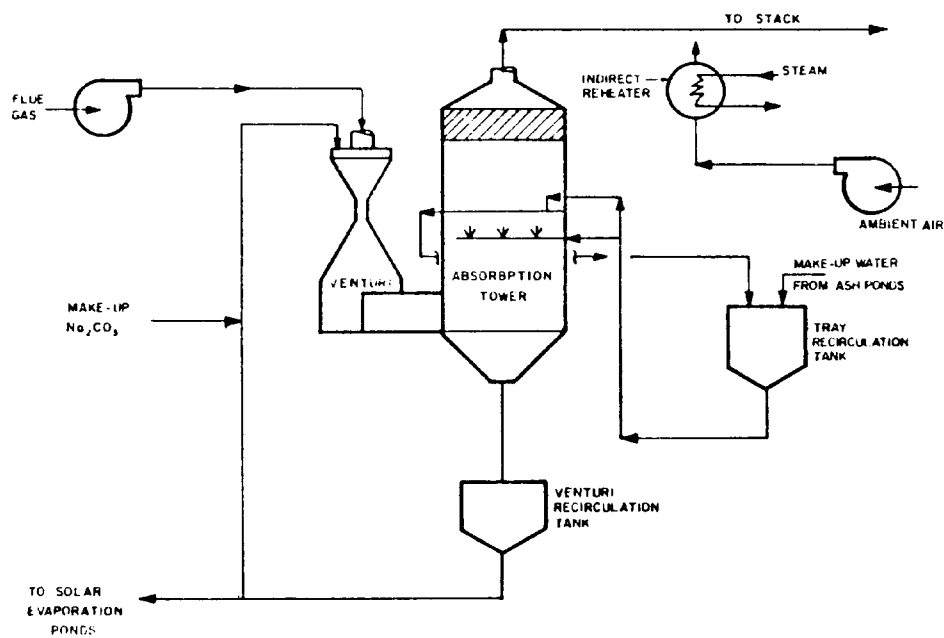 TO STACK
INDIRECT
REHEATER
STEAM
FLUE
GAS
AMBIENT AIR
VENTURI
ABSORBPTION
TOWER
MAKE-UP WATER
FROM ASH PONDS
MAKE-UP
Na2CO3
TRAY
RECIRCULATION
TANK
VENTURI
RECIRCULATION
TANK
TO SOLAR
EVAPORATION
PONDS